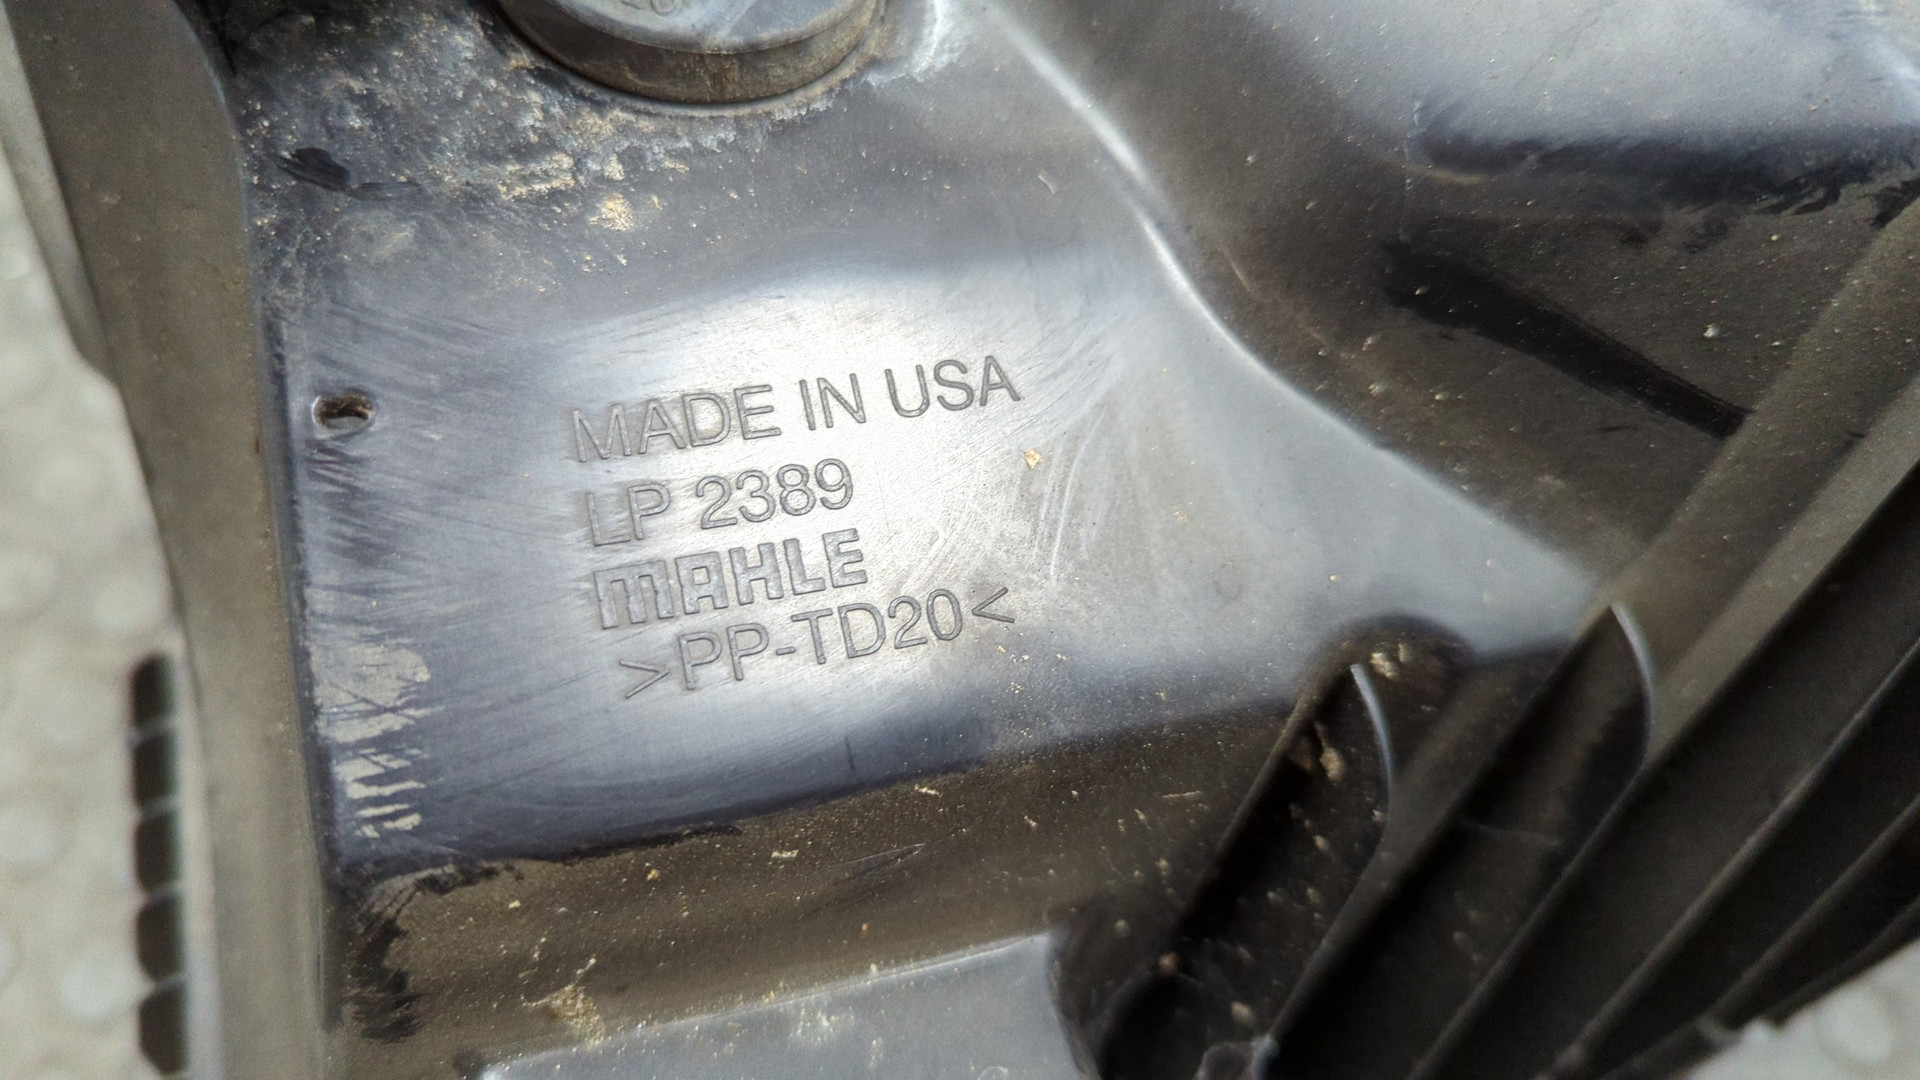 MADE IN USA
LP 2389
MAHLE
>PP-TD20<